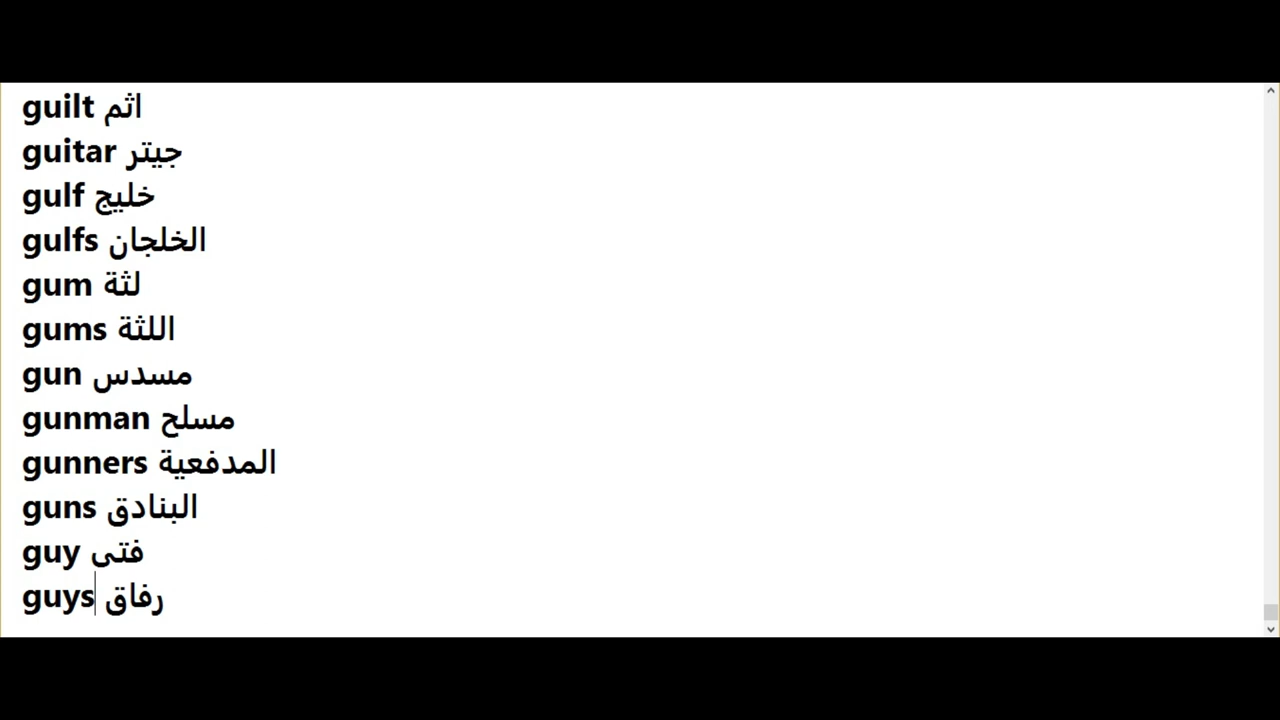 guilt اثم
guitar جيتر
gulf خليج
gulfs الخلجان
gum لثة
gums اللثة
gun مسدس
gunman مسلح
gunners المدفعية
guns البنادق
guy فتى
guys رفاق